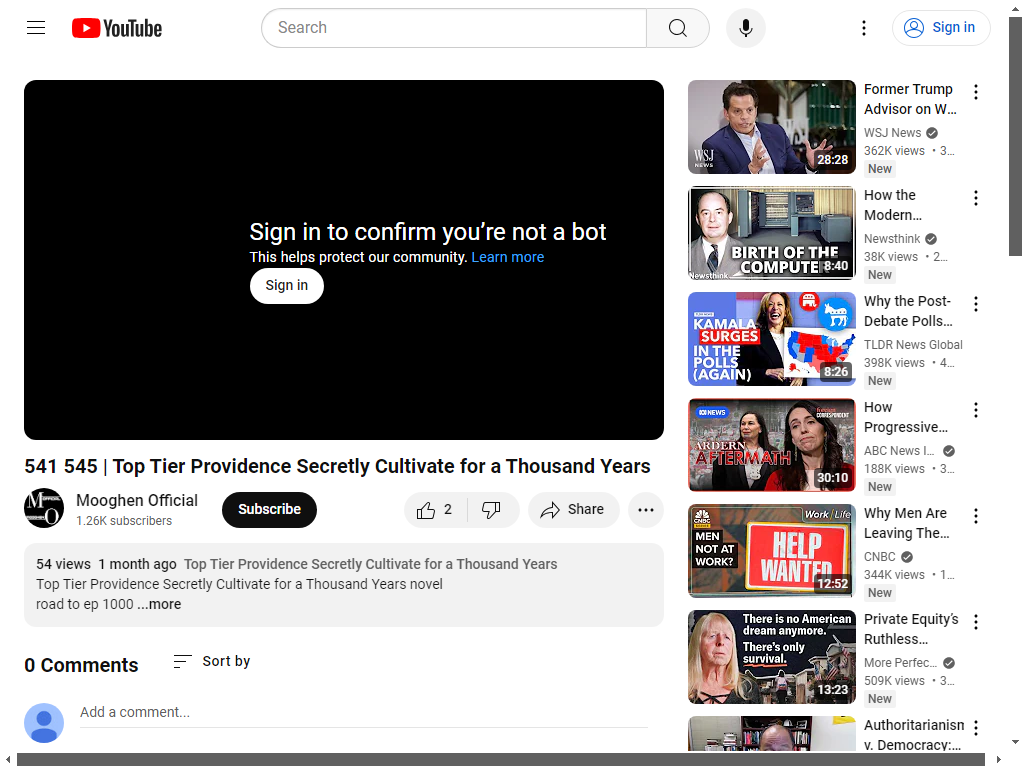 YouTube
Search
Sign in
Sign in to confirm you’re not a bot
This helps protect our community. Learn more
Sign in
541 545 | Top Tier Providence Secretly Cultivate for a Thousand Years
Mooghen Official
1.26K subscribers
Subscribe
2
Share
54 views 1 month ago Top Tier Providence Secretly Cultivate for a Thousand Years
Top Tier Providence Secretly Cultivate for a Thousand Years novel
road to ep 1000 ...more
0 Comments
Sort by
Add a comment...
WSJ
NEWS
28:28
Former Trump
Advisor on W...
WSJ News
362K views • 3...
New
BIRTH OF THE
COMPUTE
Newsthink
8:40
How the
Modern...
Newsthink
38K views • 2...
New
KAMALA
SURGES
IN THE
POLLS
(AGAIN)
8:26
Why the Post-
Debate Polls...
TLDR News Global
398K views • 4...
New
NEWS
CORRESPONDENT
ARDERN
AFTERMATH
30:10
How
Progressive...
ABC News I...
188K views • 3...
New
CNBC
Work Life
MEN
NOT AT
WORK?
HELP
WANTED
12:52
Why Men Are
Leaving The...
CNBC
344K views • 1...
New
There is no American
dream anymore.
There's only
survival.
13:23
Private Equity’s
Ruthless...
More Perfec...
509K views • 3...
New
Authoritarianism
v. Democracy:...